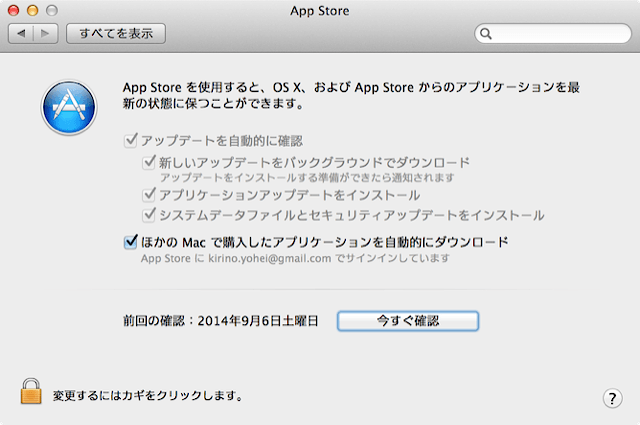 App Store
すべてを表示
App Store を使用すると、OS X、および App Store からのアプリケーションを最
新の状態に保つことができます。
アップデートを自動的に確認
新しいアップデートをバックグラウンドでダウンロード
アップデートをインストールする準備ができたら通知されます
アプリケーションアップデートをインストール
システムデータファイルとセキュリティアップデートをインストール
ほかの Mac で購入したアプリケーションを自動的にダウンロード
App Store に kirino.yohei@gmail.com でサインインしています
前回の確認：2014年9月6日土曜日
今すぐ確認
変更するにはカギをクリックします。
?